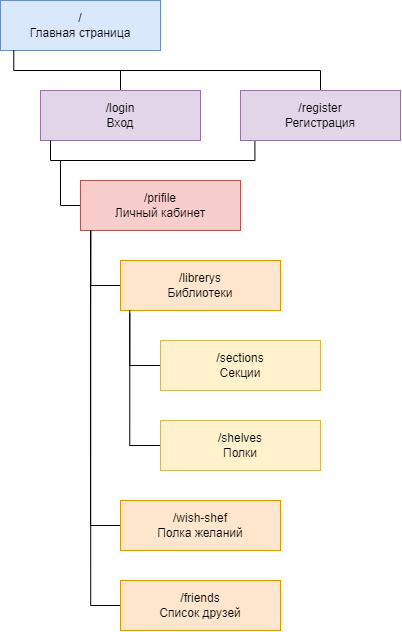 /
Главная страница
/login
Вход
/register
Регистрация
/prifile
Личный кабинет
/librerys
Библиотеки
/sections
Секции
/shelves
Полки
/wish-shef
Полка желаний
/friends
Список друзей